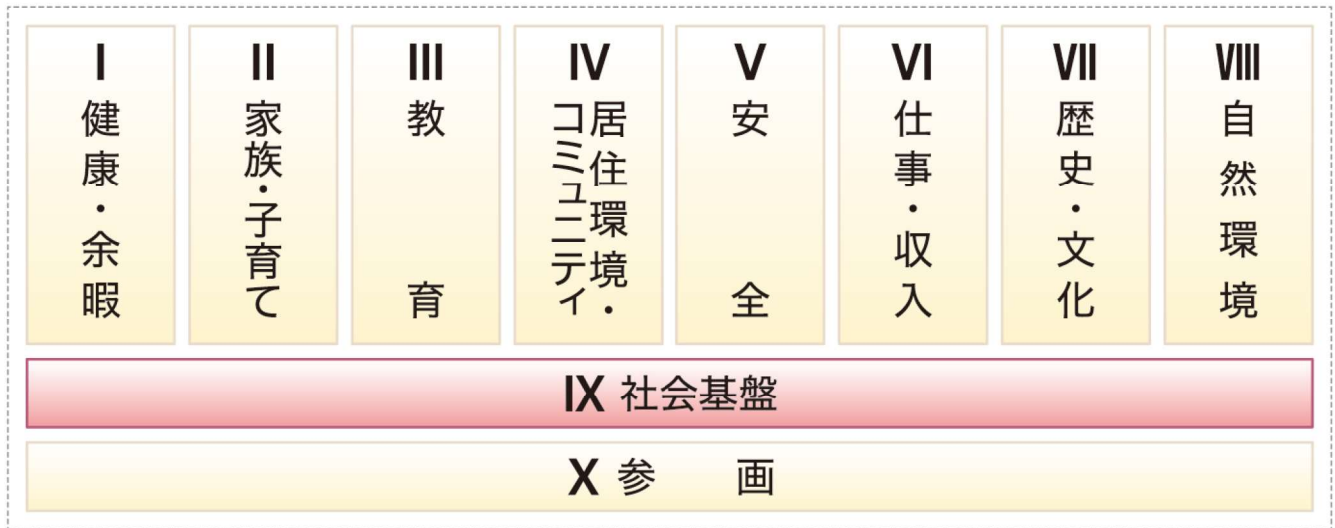 I
健康・余暇
II
家族・子育て
III
教育
IV
居住環境・
コミュニティ
V
安全
VI
仕事・収入
VII
歴史・文化
VIII
自然環境
IX 社会基盤
X 参画